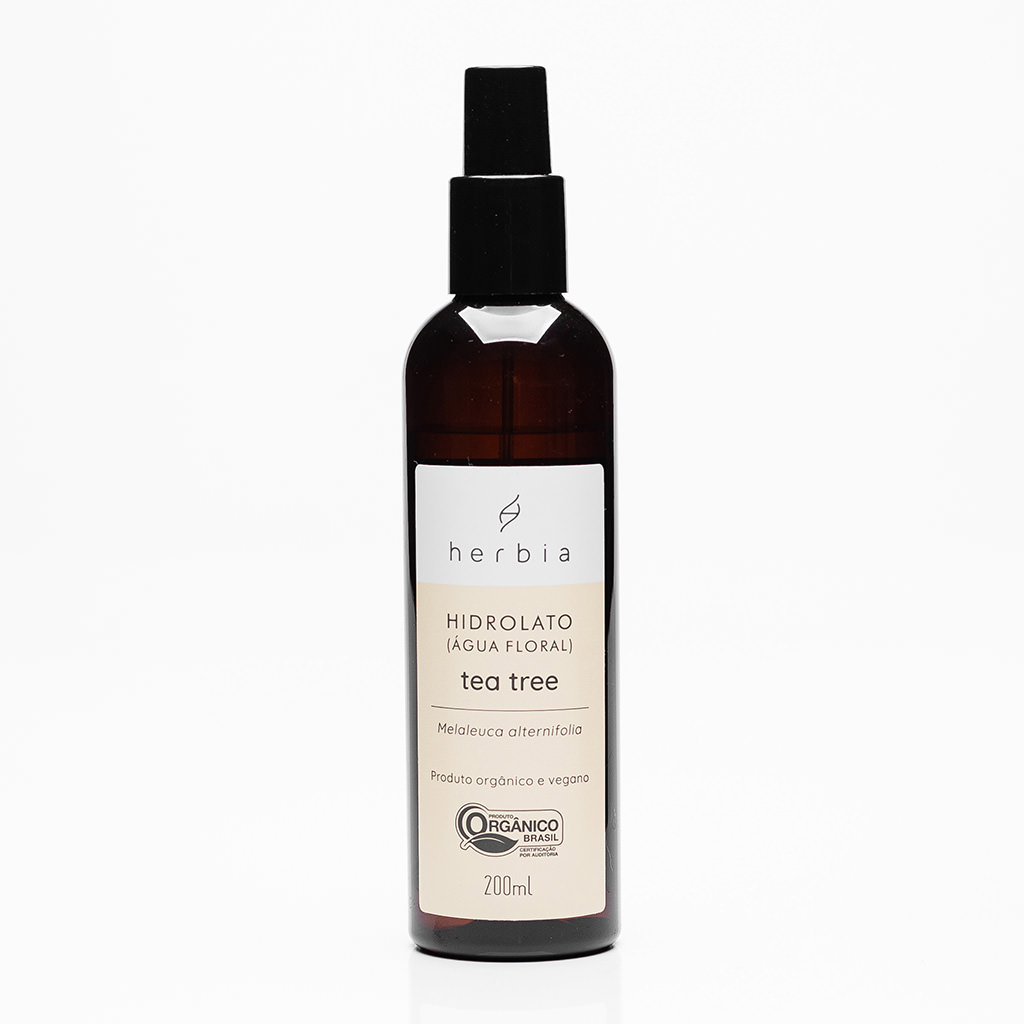 herbia
HIDROLATO
(ÁGUA FLORAL)
tea tree
Melaleuca alternifolia
Produto orgânico e vegano
PRODUTO
ORGÂNICO
BRASIL
CERTIFICAÇÃO
POR AUDITORIA
200ml